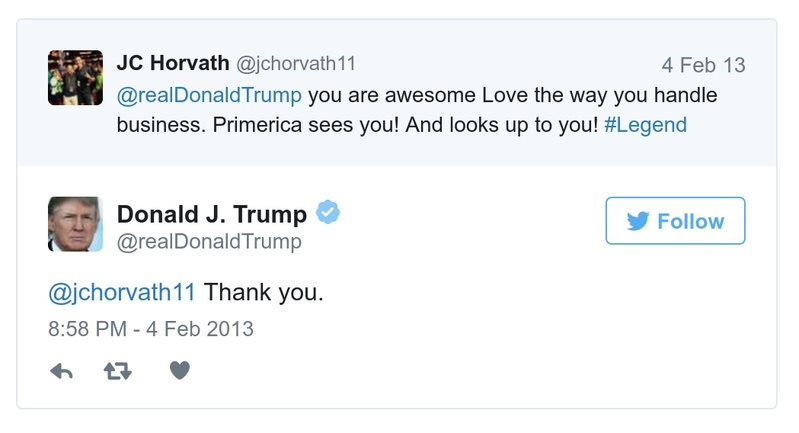 JC Horvath @jchorvath11 4 Feb 13
@realDonaldTrump you are awesome Love the way you handle
business. Primerica sees you! And looks up to you! #Legend
Donald J. Trump
@realDonaldTrump
Follow
@jchorvath11 Thank you.
8:58 PM - 4 Feb 2013